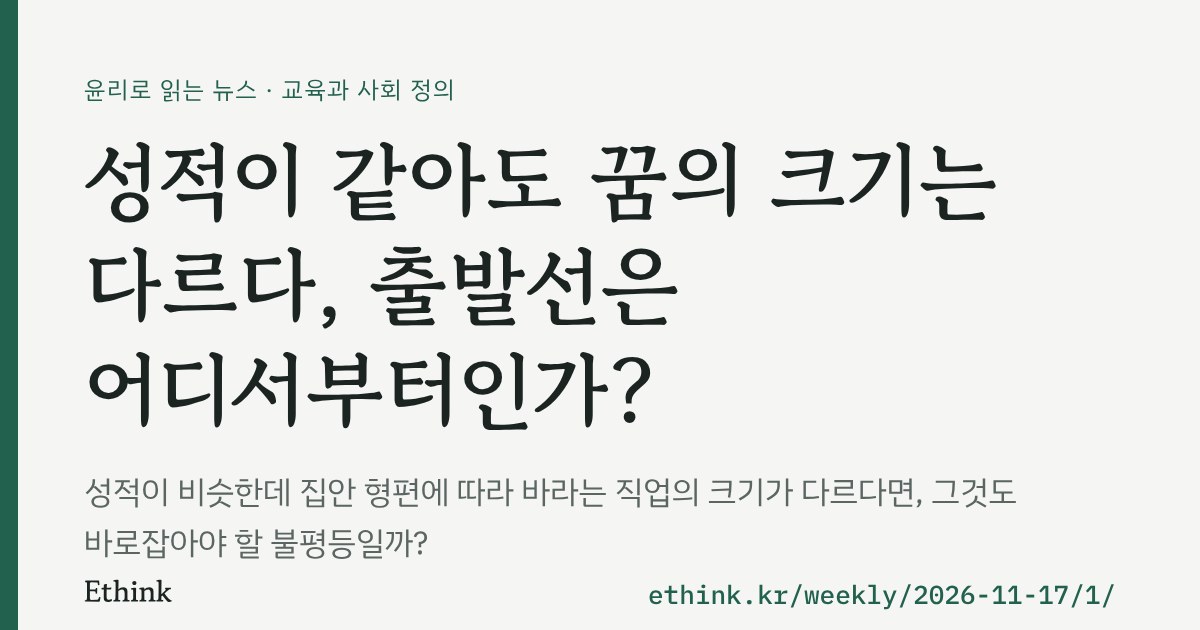 윤리로 읽는 뉴스 · 교육과 사회 정의
성적이 같아도 꿈의 크기는
다르다, 출발선은
어디서부터인가?
성적이 비슷한데 집안 형편에 따라 바라는 직업의 크기가 다르다면, 그것도
바로잡아야 할 불평등일까?
Ethink
ethink.kr/weekly/2026-11-17/1/